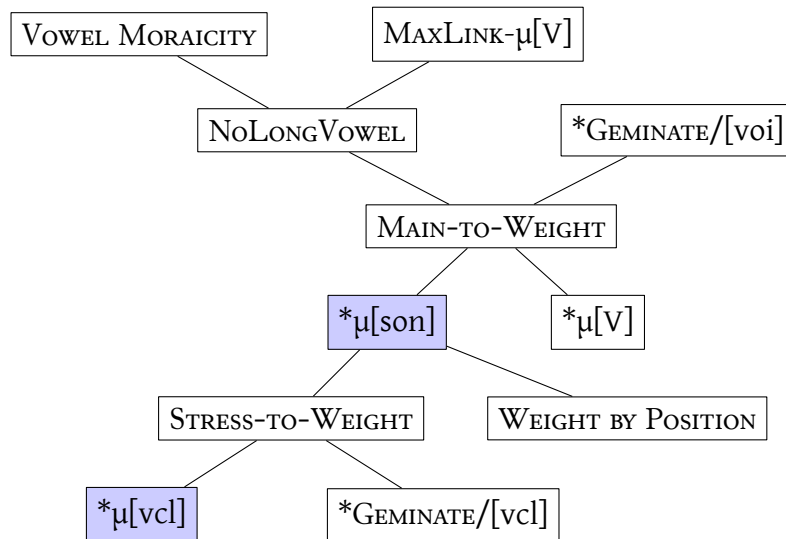 Vowel Moraicity
MaxLink-μ[V]
NoLongVowel
*Geminate/[voi]
Main-to-Weight
*μ[son]
*μ[V]
Stress-to-Weight
Weight by Position
*μ[vcl]
*Geminate/[vcl]